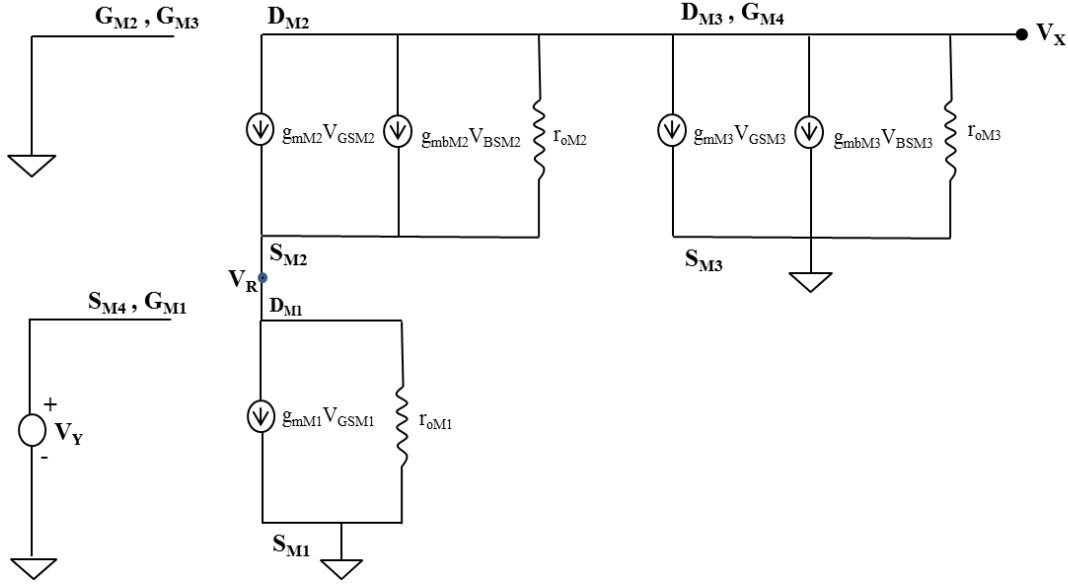 G_M2 , G_M3
D_M2
D_M3 , G_M4
V_X
g_mM2V_GSM2
g_mbM2V_BSM2
r_oM2
g_mM3V_GSM3
g_mbM3V_BSM3
r_oM3
S_M2
S_M3
V_R
D_M1
S_M4 , G_M1
+
V_Y
-
g_mM1V_GSM1
r_oM1
S_M1